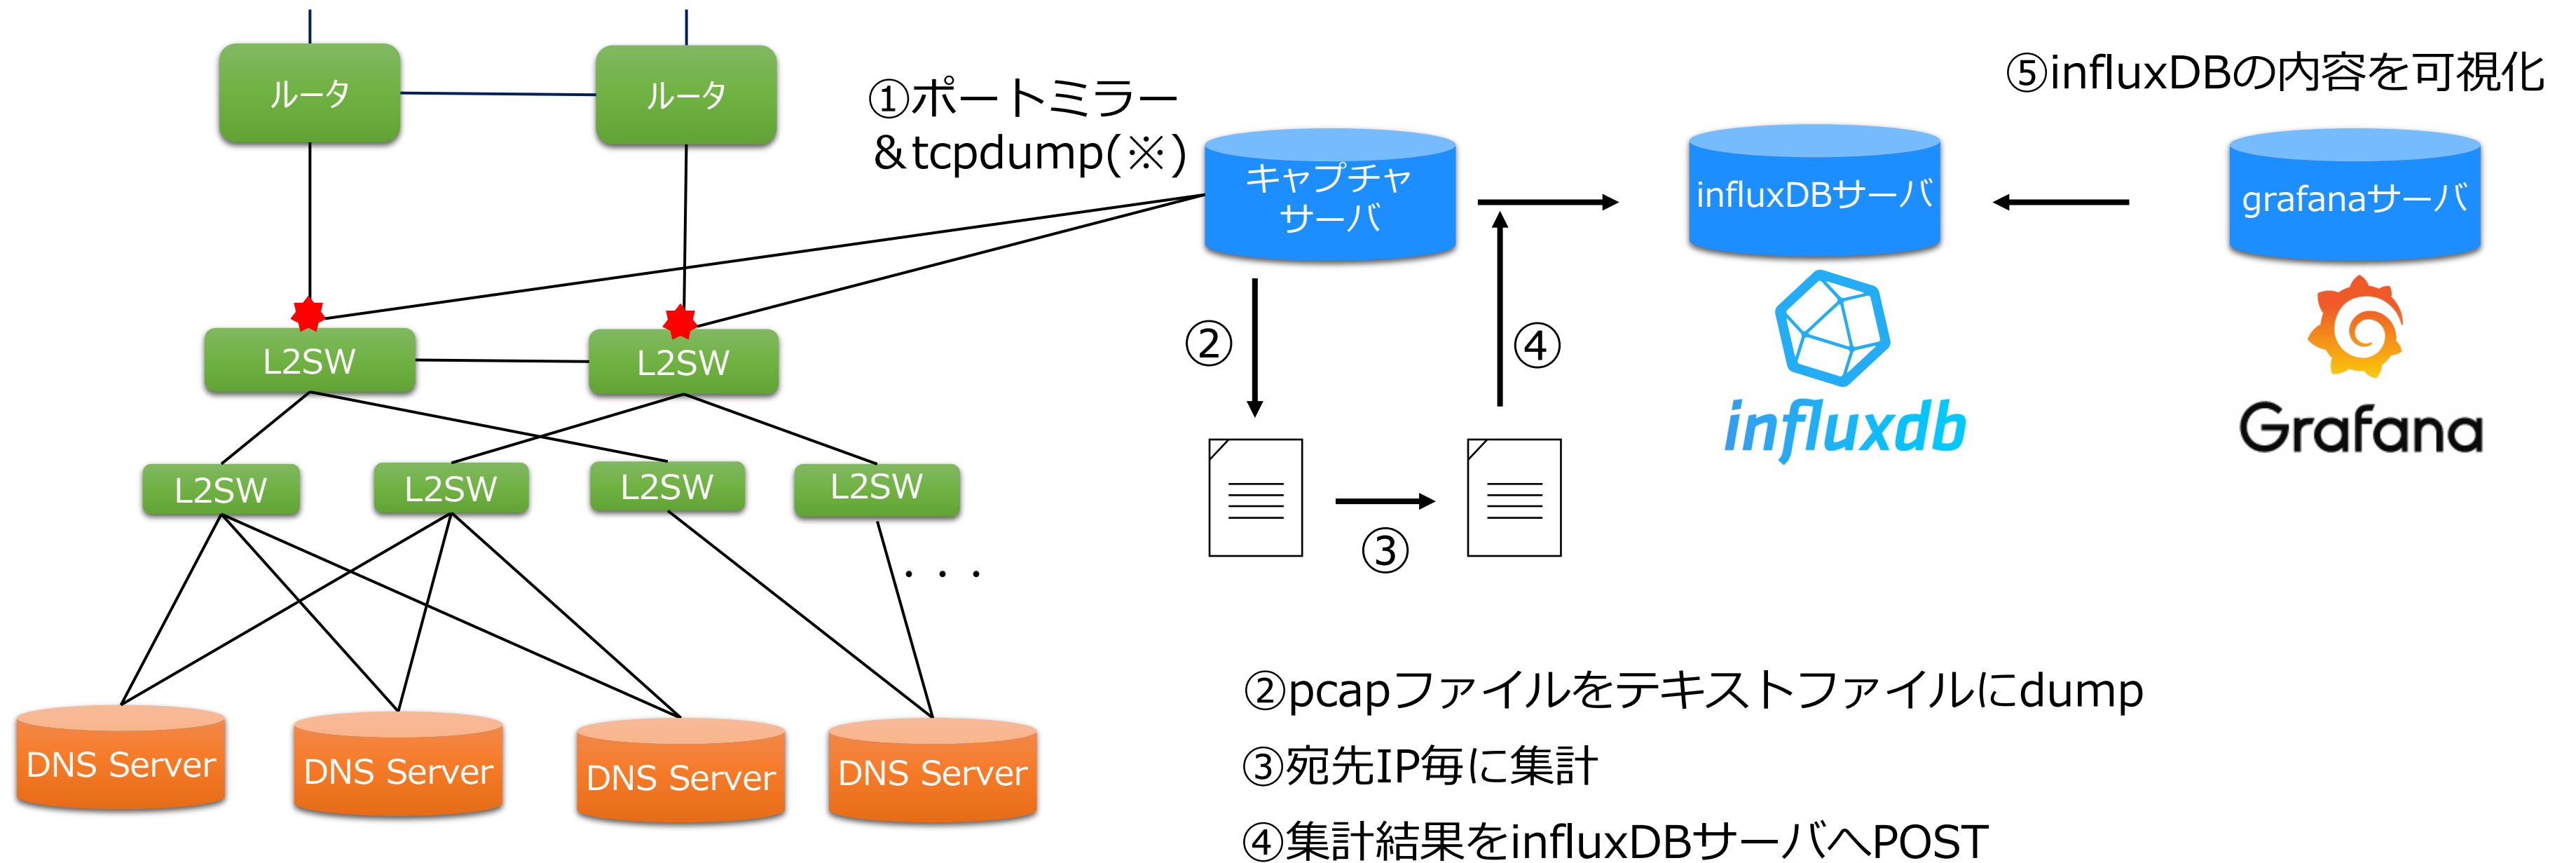 ルータ
ルータ
①ポートミラー
＆tcpdump(※)
⑤influxDBの内容を可視化
キャプチャ
サーバ
influxDBサーバ
grafanaサーバ
L2SW
L2SW
②
④
influxdb
Grafana
L2SW
L2SW
L2SW
L2SW
③
・・・
DNS Server
DNS Server
DNS Server
DNS Server
②pcapファイルをテキストファイルにdump
③宛先IP毎に集計
④集計結果をinfluxDBサーバへPOST